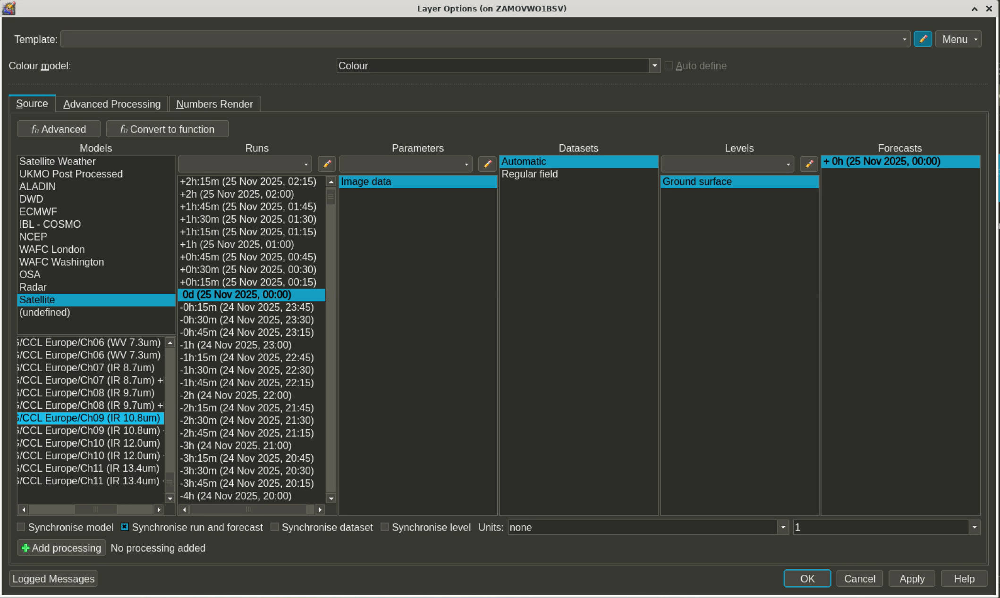 Layer Options (on ZAMOVWO1BSV)
Template:
Menu
Colour model:
Colour
Auto define
Source
Advanced Processing
Numbers Render
Advanced
Convert to function
Models
Runs
Parameters
Datasets
Levels
Forecasts
Satellite Weather
UKMO Post Processed
ALADIN
DWD
ECMWF
IBL - COSMO
NCEP
WAFC London
WAFC Washington
OSA
Radar
Satellite
(undefined)
/CCL Europe/Ch06 (WV 7.3um)
/CCL Europe/Ch06 (WV 7.3um)
/CCL Europe/Ch07 (IR 8.7um)
/CCL Europe/Ch07 (IR 8.7um) +
/CCL Europe/Ch08 (IR 9.7um)
/CCL Europe/Ch08 (IR 9.7um) +
/CCL Europe/Ch09 (IR 10.8um)
/CCL Europe/Ch09 (IR 10.8um)
/CCL Europe/Ch10 (IR 12.0um)
/CCL Europe/Ch10 (IR 12.0um)
/CCL Europe/Ch11 (IR 13.4um)
/CCL Europe/Ch11 (IR 13.4um)
+2h:15m (25 Nov 2025, 02:15)
+2h (25 Nov 2025, 02:00)
+1h:45m (25 Nov 2025, 01:45)
+1h:30m (25 Nov 2025, 01:30)
+1h:15m (25 Nov 2025, 01:15)
+1h (25 Nov 2025, 01:00)
+0h:45m (25 Nov 2025, 00:45)
+0h:30m (25 Nov 2025, 00:30)
+0h:15m (25 Nov 2025, 00:15)
0d (25 Nov 2025, 00:00)
-0h:15m (24 Nov 2025, 23:45)
-0h:30m (24 Nov 2025, 23:30)
-0h:45m (24 Nov 2025, 23:15)
-1h (24 Nov 2025, 23:00)
-1h:15m (24 Nov 2025, 22:45)
-1h:30m (24 Nov 2025, 22:30)
-1h:45m (24 Nov 2025, 22:15)
-2h (24 Nov 2025, 22:00)
-2h:15m (24 Nov 2025, 21:45)
-2h:30m (24 Nov 2025, 21:30)
-2h:45m (24 Nov 2025, 21:15)
-3h (24 Nov 2025, 21:00)
-3h:15m (24 Nov 2025, 20:45)
-3h:30m (24 Nov 2025, 20:30)
-3h:45m (24 Nov 2025, 20:15)
-4h (24 Nov 2025, 20:00)
Image data
Automatic
Regular field
Ground surface
+ 0h (25 Nov 2025, 00:00)
Synchronise model
Synchronise run and forecast
Synchronise dataset
Synchronise level
Units:
none
1
Add processing
No processing added
Logged Messages
OK
Cancel
Apply
Help